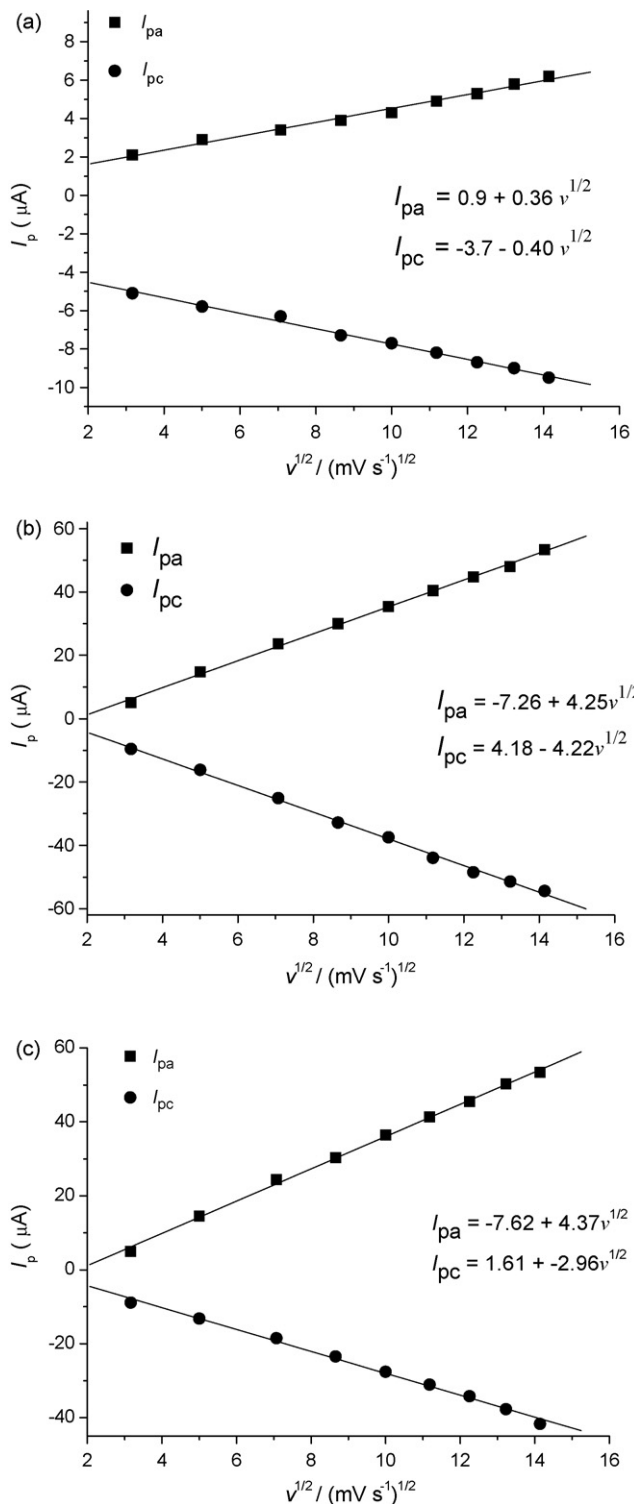 (a)
I_pa
I_pc
8
6
4
2
0
-2
-4
-6
-8
-10
I_p ( μA)
I_pa = 0.9 + 0.36 v^1/2
I_pc = -3.7 - 0.40 v^1/2
2 4 6 8 10 12 14 16
v^1/2 / (mV s^-1)^1/2
(b)
I_pa
I_pc
60
40
20
0
-20
-40
-60
I_p ( μA)
I_pa = -7.26 + 4.25v^1/2
I_pc = 4.18 - 4.22v^1/2
2 4 6 8 10 12 14 16
v^1/2 / (mV s^-1)^1/2
(c)
I_pa
I_pc
60
40
20
0
-20
-40
I_p ( μA)
I_pa = -7.62 + 4.37v^1/2
I_pc = 1.61 + -2.96v^1/2
2 4 6 8 10 12 14 16
v^1/2 / (mV s^-1)^1/2